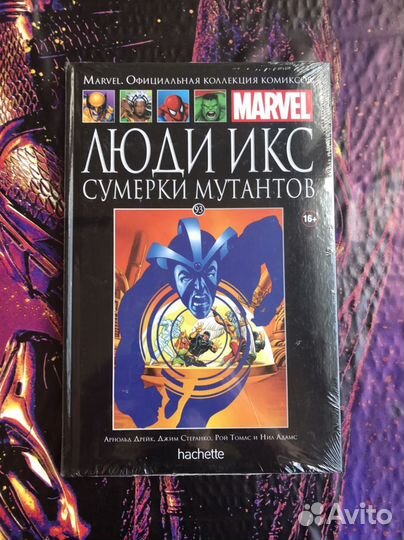 MARVEL. ОФИЦИАЛЬНАЯ КОЛЛЕКЦИЯ КОМИКСОВ
MARVEL
ЛЮДИ ИКС
СУМЕРКИ МУТАНТОВ
93
16+
АРНОЛЬД ДРЕЙК, ДЖИМ СТЕРАНКО, РОЙ ТОМАС И НИЛ АДАМС
hachette
Avito